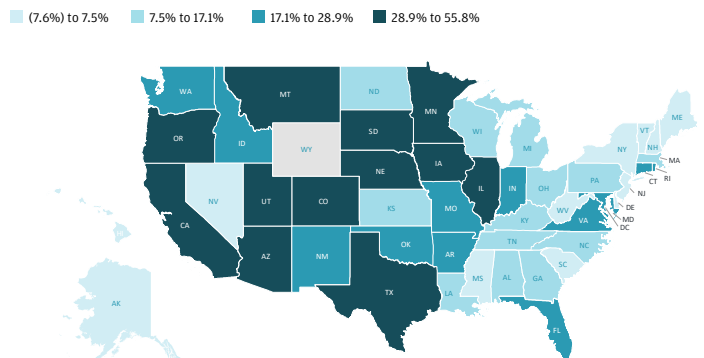 (7.6%) to 7.5% 7.5% to 17.1% 17.1% to 28.9% 28.9% to 55.8%
WA MT ND MN ME
OR ID SD WI MI VT NH NY MA
WY CT RI
NE IA PA NJ
NV UT CO IL IN OH DE
CA KS MO KY WV VA MD
DC
AZ NM OK AR TN NC
SC
MS AL GA
TX LA
AK FL